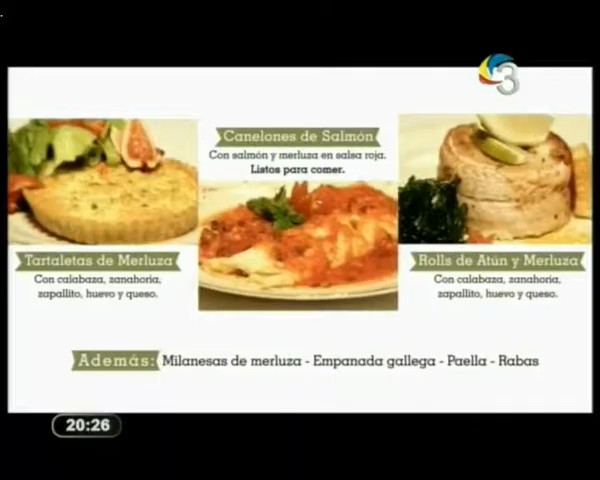 3
Canelones de Salmón
Con salmón y merluza en salsa roja.
Listos para comer.
Tartaletas de Merluza
Con calabaza, zanahoria,
zapallito, huevo y queso.
Rolls de Atún y Merluza
Con calabaza, zanahoria,
zapallito, huevo y queso.
Además: Milanesas de merluza - Empanada gallega - Paella - Rabas
20:26